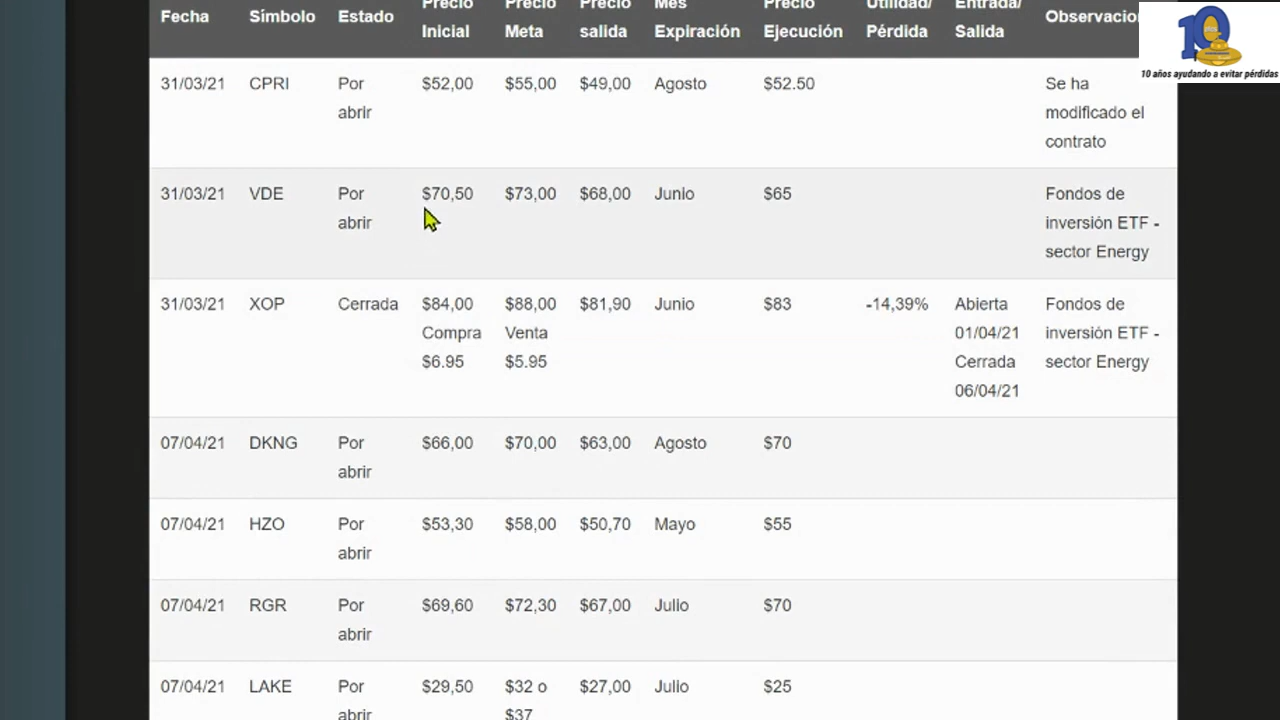 Fecha Símbolo Estado Precio Inicial Precio Meta Precio salida Mes Expiración Precio Ejecución Utilidad/ Pérdida Entrada/ Salida
10
10 años ayudando a evitar pérdidas
31/03/21 CPRI Por $52,00 $55,00 $49,00 Agosto $52.50 Se ha
abrir modificado el
contrato
31/03/21 VDE Por $70,50 $73,00 $68,00 Junio $65 Fondos de
abrir inversión ETF -
sector Energy
31/03/21 XOP Cerrada $84,00 $88,00 $81,90 Junio $83 -14,39% Abierta Fondos de
Compra Venta 01/04/21 inversión ETF -
$6.95 $5.95 Cerrada sector Energy
06/04/21
07/04/21 DKNG Por $66,00 $70,00 $63,00 Agosto $70
abrir
07/04/21 HZO Por $53,30 $58,00 $50,70 Mayo $55
abrir
07/04/21 RGR Por $69,60 $72,30 $67,00 Julio $70
abrir
07/04/21 LAKE Por $29,50 $32 o $27,00 Julio $25
abrir $37